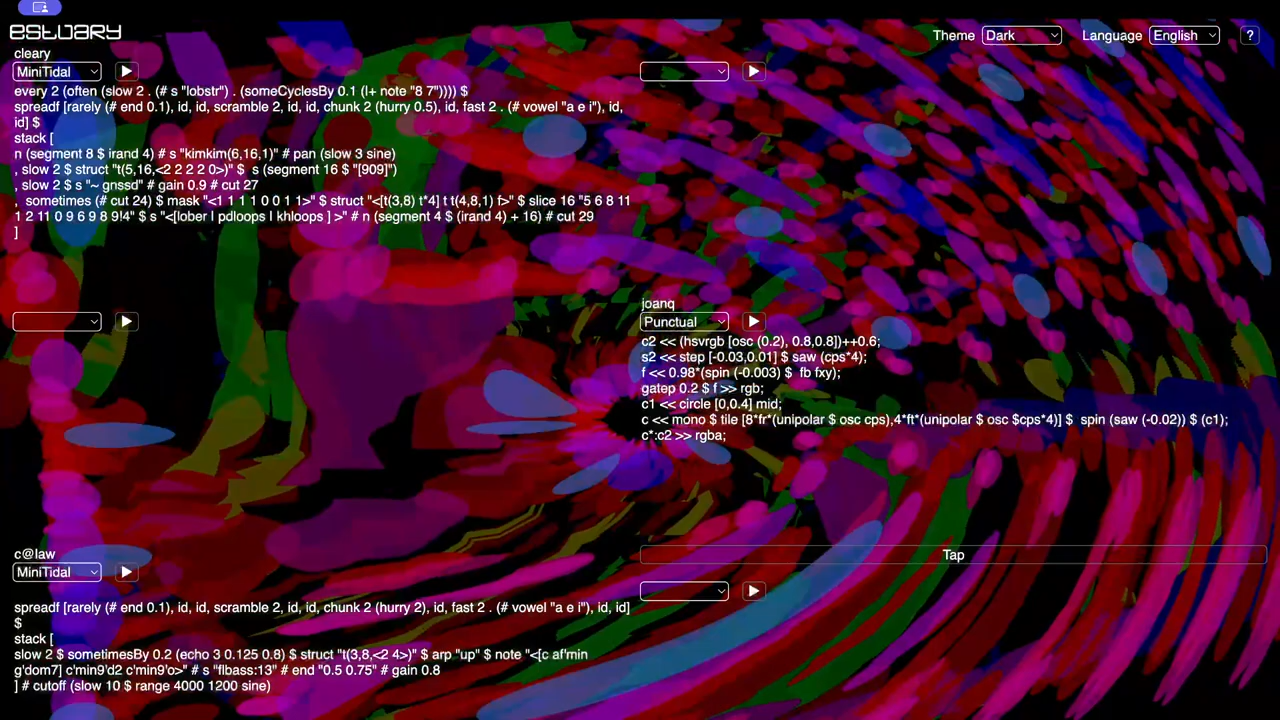 ESTUARY
Theme Dark Language English ?
cleary
MiniTidal
every 2 (often (slow 2 . (# s "lobstr") . (someCyclesBy 0.1 (|+ note "8 7")))) $
spreadf [rarely (# end 0.1), id, id, scramble 2, id, id, chunk 2 (hurry 0.5), id, fast 2 . (# vowel "a e i"), id,
id] $
stack [
n (segment 8 $ irand 4) # s "kimkim(6,16,1)" # pan (slow 3 sine)
, slow 2 $ struct "t(5,16,<2 2 2 2 0>)" $  s (segment 16 $ "[909]")
, slow 2 $ s "~ gnssd" # gain 0.9 # cut 27
,  sometimes (# cut 24) $ mask "<1 1 1 1 0 0 1 1>" $ struct "<[t(3,8) t*4] t t(4,8,1) f>" $ slice 16 "5 6 8 11
1 2 11 0 9 6 9 8 9!4" $ s "<[lober | pdloops | khloops ] >" # n (segment 4 $ (irand 4) + 16) # cut 29
]
joanq
Punctual
c2 << (hsvrgb [osc (0.2), 0.8,0.8])++0.6;
s2 << step [-0.03,0.01] $ saw (cps*4);
f << 0.98*(spin (-0.003) $  fb fxy);
gatep 0.2 $ f >> rgb;
c1 << circle [0,0.4] mid;
c << mono $ tile [8*fr*(unipolar $ osc cps),4*ft*(unipolar $ osc $cps*4)] $  spin (saw (-0.02)) $ (c1);
c*:c2 >> rgba;
c@law
MiniTidal
spreadf [rarely (# end 0.1), id, id, scramble 2, id, id, chunk 2 (hurry 2), id, fast 2 . (# vowel "a e i"), id, id]
$
stack [
slow 2 $ sometimesBy 0.2 (echo 3 0.125 0.8) $ struct "t(3,8,<2 4>)" $ arp "up" $ note "<[c af'min
g'dom7] c'min9'd2 c'min9'o>" # s "flbass:13" # end "0.5 0.75" # gain 0.8
] # cutoff (slow 10 $ range 4000 1200 sine)
Tap